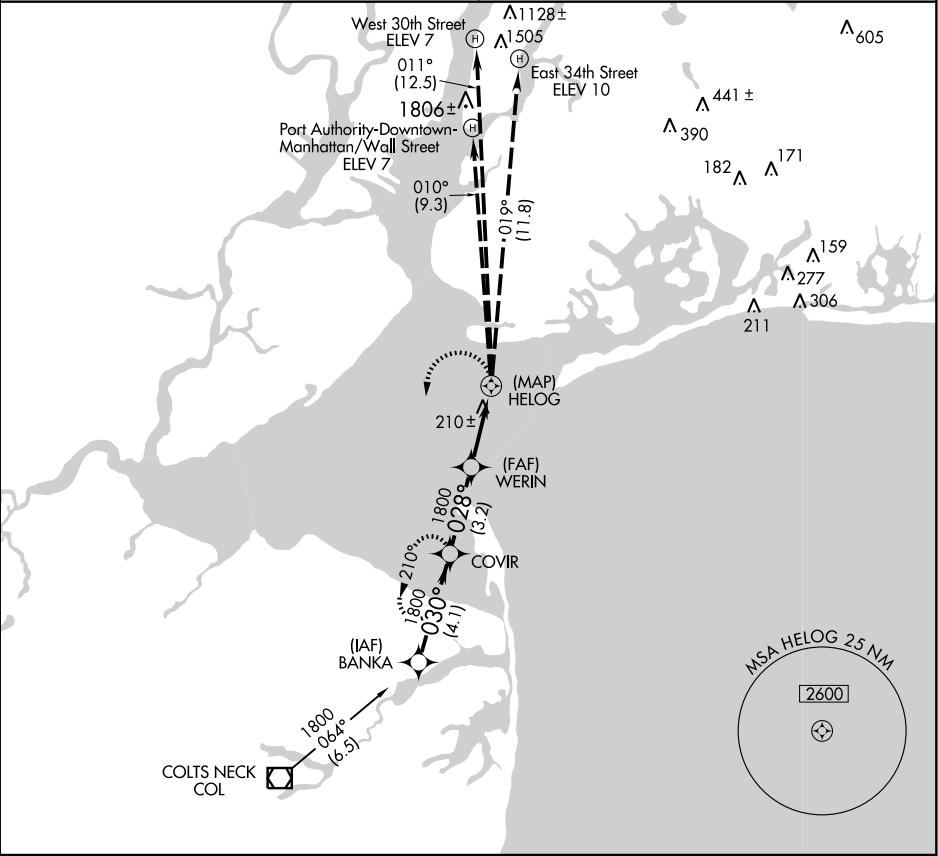 1128 ±
West 30th Street
ELEV 7
1505
605
East 34th Street
ELEV 10
011°
(12.5)
1806 ±
441 ±
390
Port Authority-Downtown-
Manhattan/Wall Street
ELEV 7
182
171
010°
(9.3)
019°
(11.8)
159
277
306
211
(MAP)
HELOG
210 ±
(FAF)
WERIN
1800
028°
(3.2)
COVIR
210°
1800
030°
(4.1)
(IAF)
BANKA
MSA HELOG 25 NM
2600
1800
064°
(6.5)
COLTS NECK
COL
H
H
H